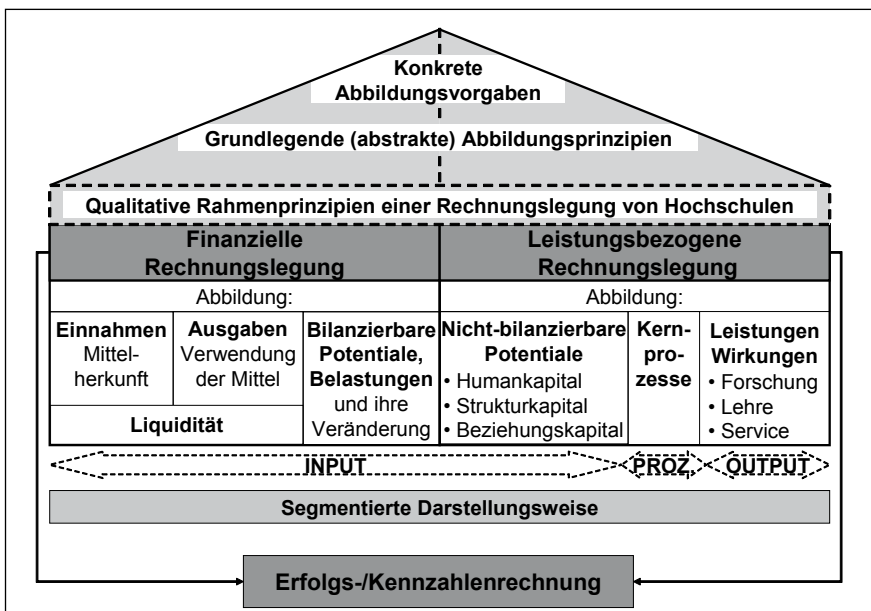 Konkrete
Abbildungsvorgaben
Grundlegende (abstrakte) Abbildungsprinzipien
Qualitative Rahmenprinzipien einer Rechnungslegung von Hochschulen
Finanzielle
Rechnungslegung
Leistungsbezogene
Rechnungslegung
Abbildung:
Abbildung:
Einnahmen
Mittel-
herkunft
Ausgaben
Verwendung
der Mittel
Liquidität
Bilanzierbare
Potentiale,
Belastungen
und ihre
Veränderung
Nicht-bilanzierbare
Potentiale
• Humankapital
• Strukturkapital
• Beziehungskapital
Kern-
pro-
zesse
Leistungen
Wirkungen
• Forschung
• Lehre
• Service
INPUT
PROZ.
OUTPUT
Segmentierte Darstellungsweise
Erfolgs-/Kennzahlenrechnung